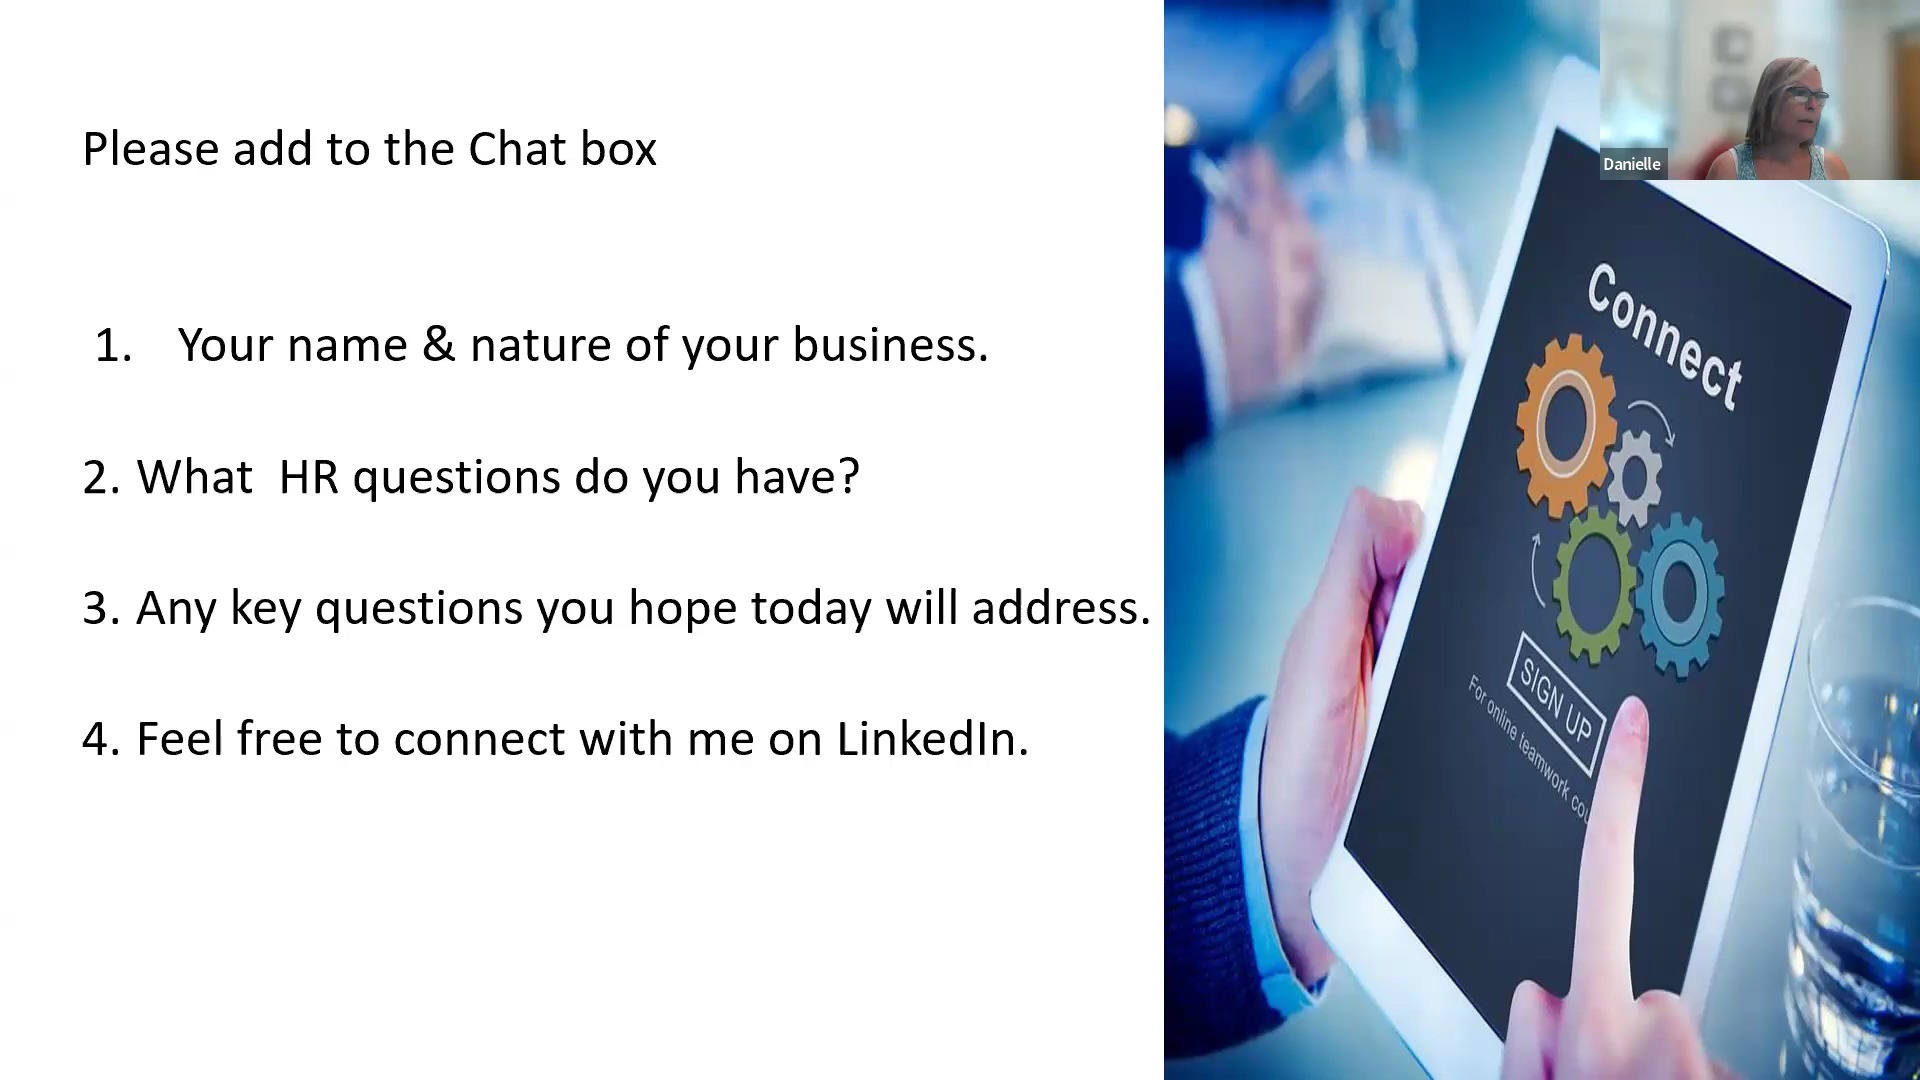 Please add to the Chat box
1. Your name & nature of your business.
2. What HR questions do you have?
3. Any key questions you hope today will address.
4. Feel free to connect with me on LinkedIn.
Danielle
Connect
SIGN UP
For online teamwork